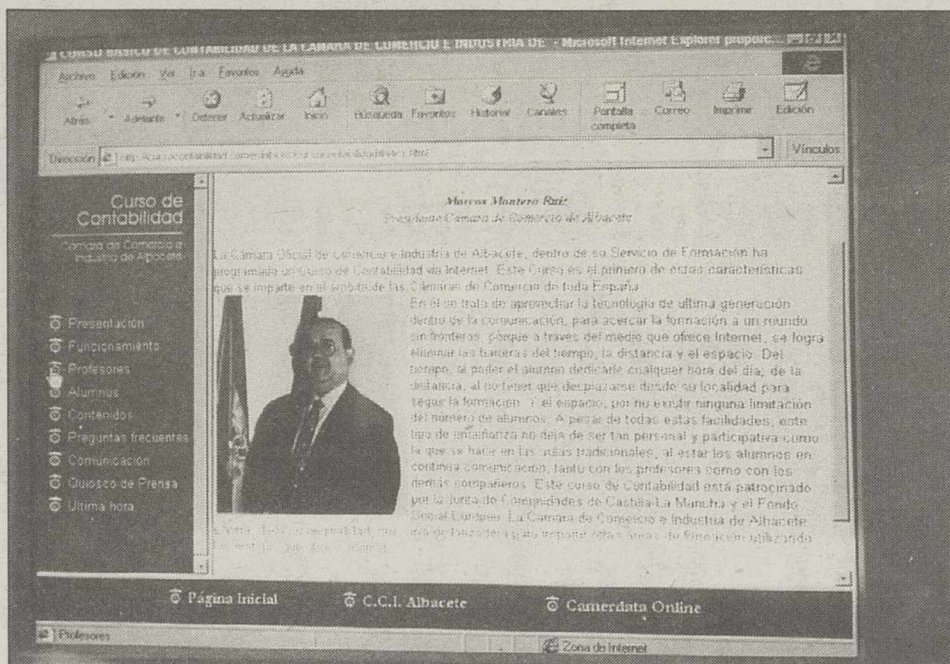 CURSO BASICO DE CONTABILIDAD DE LA CAMARA DE COMERCIO E INDUSTRIA DE - Microsoft Internet Explorer proporc...
Archivo Edición Ver Ir a Favoritos Ayuda
Atrás Adelante Detener Actualizar Inicio Búsqueda Favoritos Historial Canales Pantalla completa Correo Imprimir Edición
Dirección Vínculos
Curso de
Contabilidad
Cámara de Comercio e
Industria de Albacete
Presentación
Funcionamiento
Profesores
Alumnos
Contenidos
Preguntas frecuentes
Comunicación
Quiosco de Prensa
Última hora
Marcos Montero Ruiz
Presidente Cámara de Comercio de Albacete
La Cámara Oficial de Comercio e Industria de Albacete, dentro de su Servicio de Formación ha
programado un Curso de Contabilidad via Internet. Este Curso es el primero de estas características
que se imparte en el ámbito de las Cámaras de Comercio de toda España.
En él se trata de aprovechar la tecnología de última generación
dentro de la comunicación, para acercar la formación a un mundo
sin fronteras, porque a través del medio que ofrece Internet, se logra
eliminar las barreras del tiempo, la distancia y el espacio. Del
tiempo, al poder el alumno dedicarle cualquier hora del día, de la
distancia, al no tener que desplazarse desde su localidad para
seguir la formación. Y el espacio, por no existir ninguna limitación
del número de alumnos. A pesar de todas estas facilidades, este
tipo de enseñanza no deja de ser tan personal y participativa como
la que se hace en las aulas tradicionales, al estar los alumnos en
continua comunicación, tanto con los profesores como con los
demás compañeros. Este curso de Contabilidad está patrocinado
por la Junta de Comunidades de Castilla-La Mancha y el Fondo
Social Europeo. La Cámara de Comercio e Industria de Albacete
para impartir otras áreas de formación utilizando
Página Inicial C.C.I. Albacete Camerdata Online
Profesores Zona de Internet